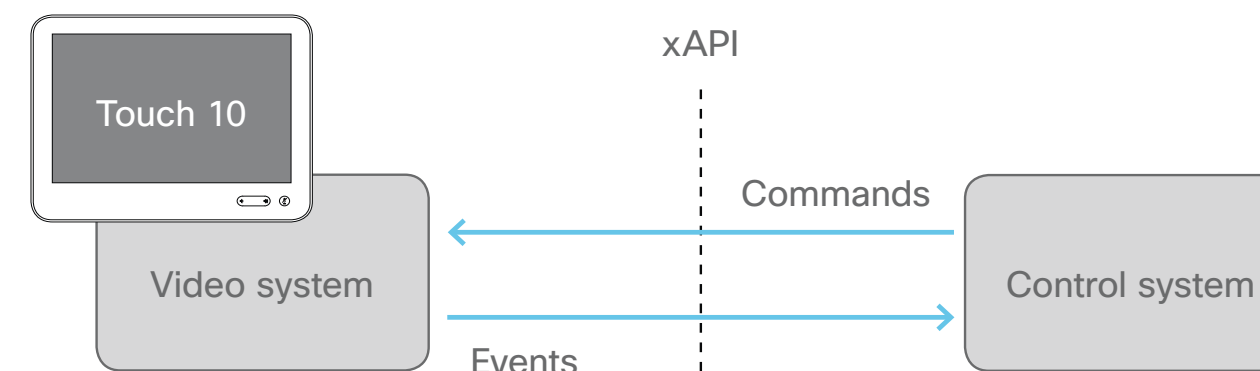 xAPI
Touch 10
Commands
Video system
Control system
Events